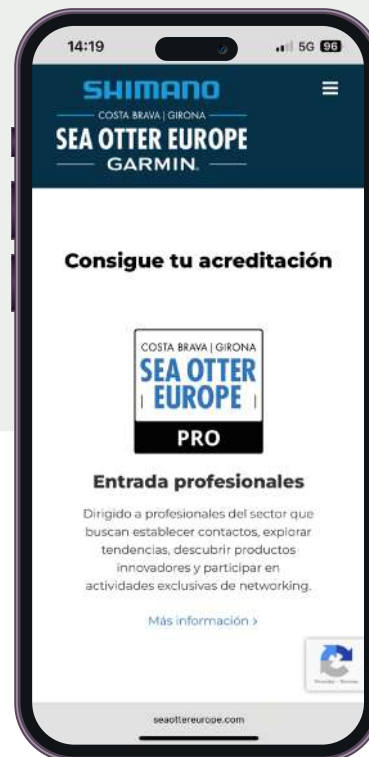 14:19
5G 96
SHIMANO
COSTA BRAVA | GIRONA
SEA OTTER EUROPE
GARMIN.
Consigue tu acreditación
COSTA BRAVA | GIRONA
SEA OTTER
EUROPE
PRO
Entrada profesionales
Dirigido a profesionales del sector que
buscan establecer contactos, explorar
tendencias, descubrir productos
innovadores y participar en
actividades exclusivas de networking.
Más información >
seaottereurope.com